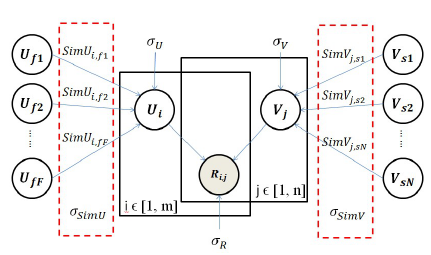 σU
σV
Uf1
SimUi,f1
SimVj,s1
Vs1
Uf2
SimUi,f2
Ui
Vj
SimVj,s2
Vs2
SimUi,fF
SimVj,sN
UfF
Ri,j
VsN
i ϵ [1, m]
j ϵ [1, n]
σSimU
σSimV
σR